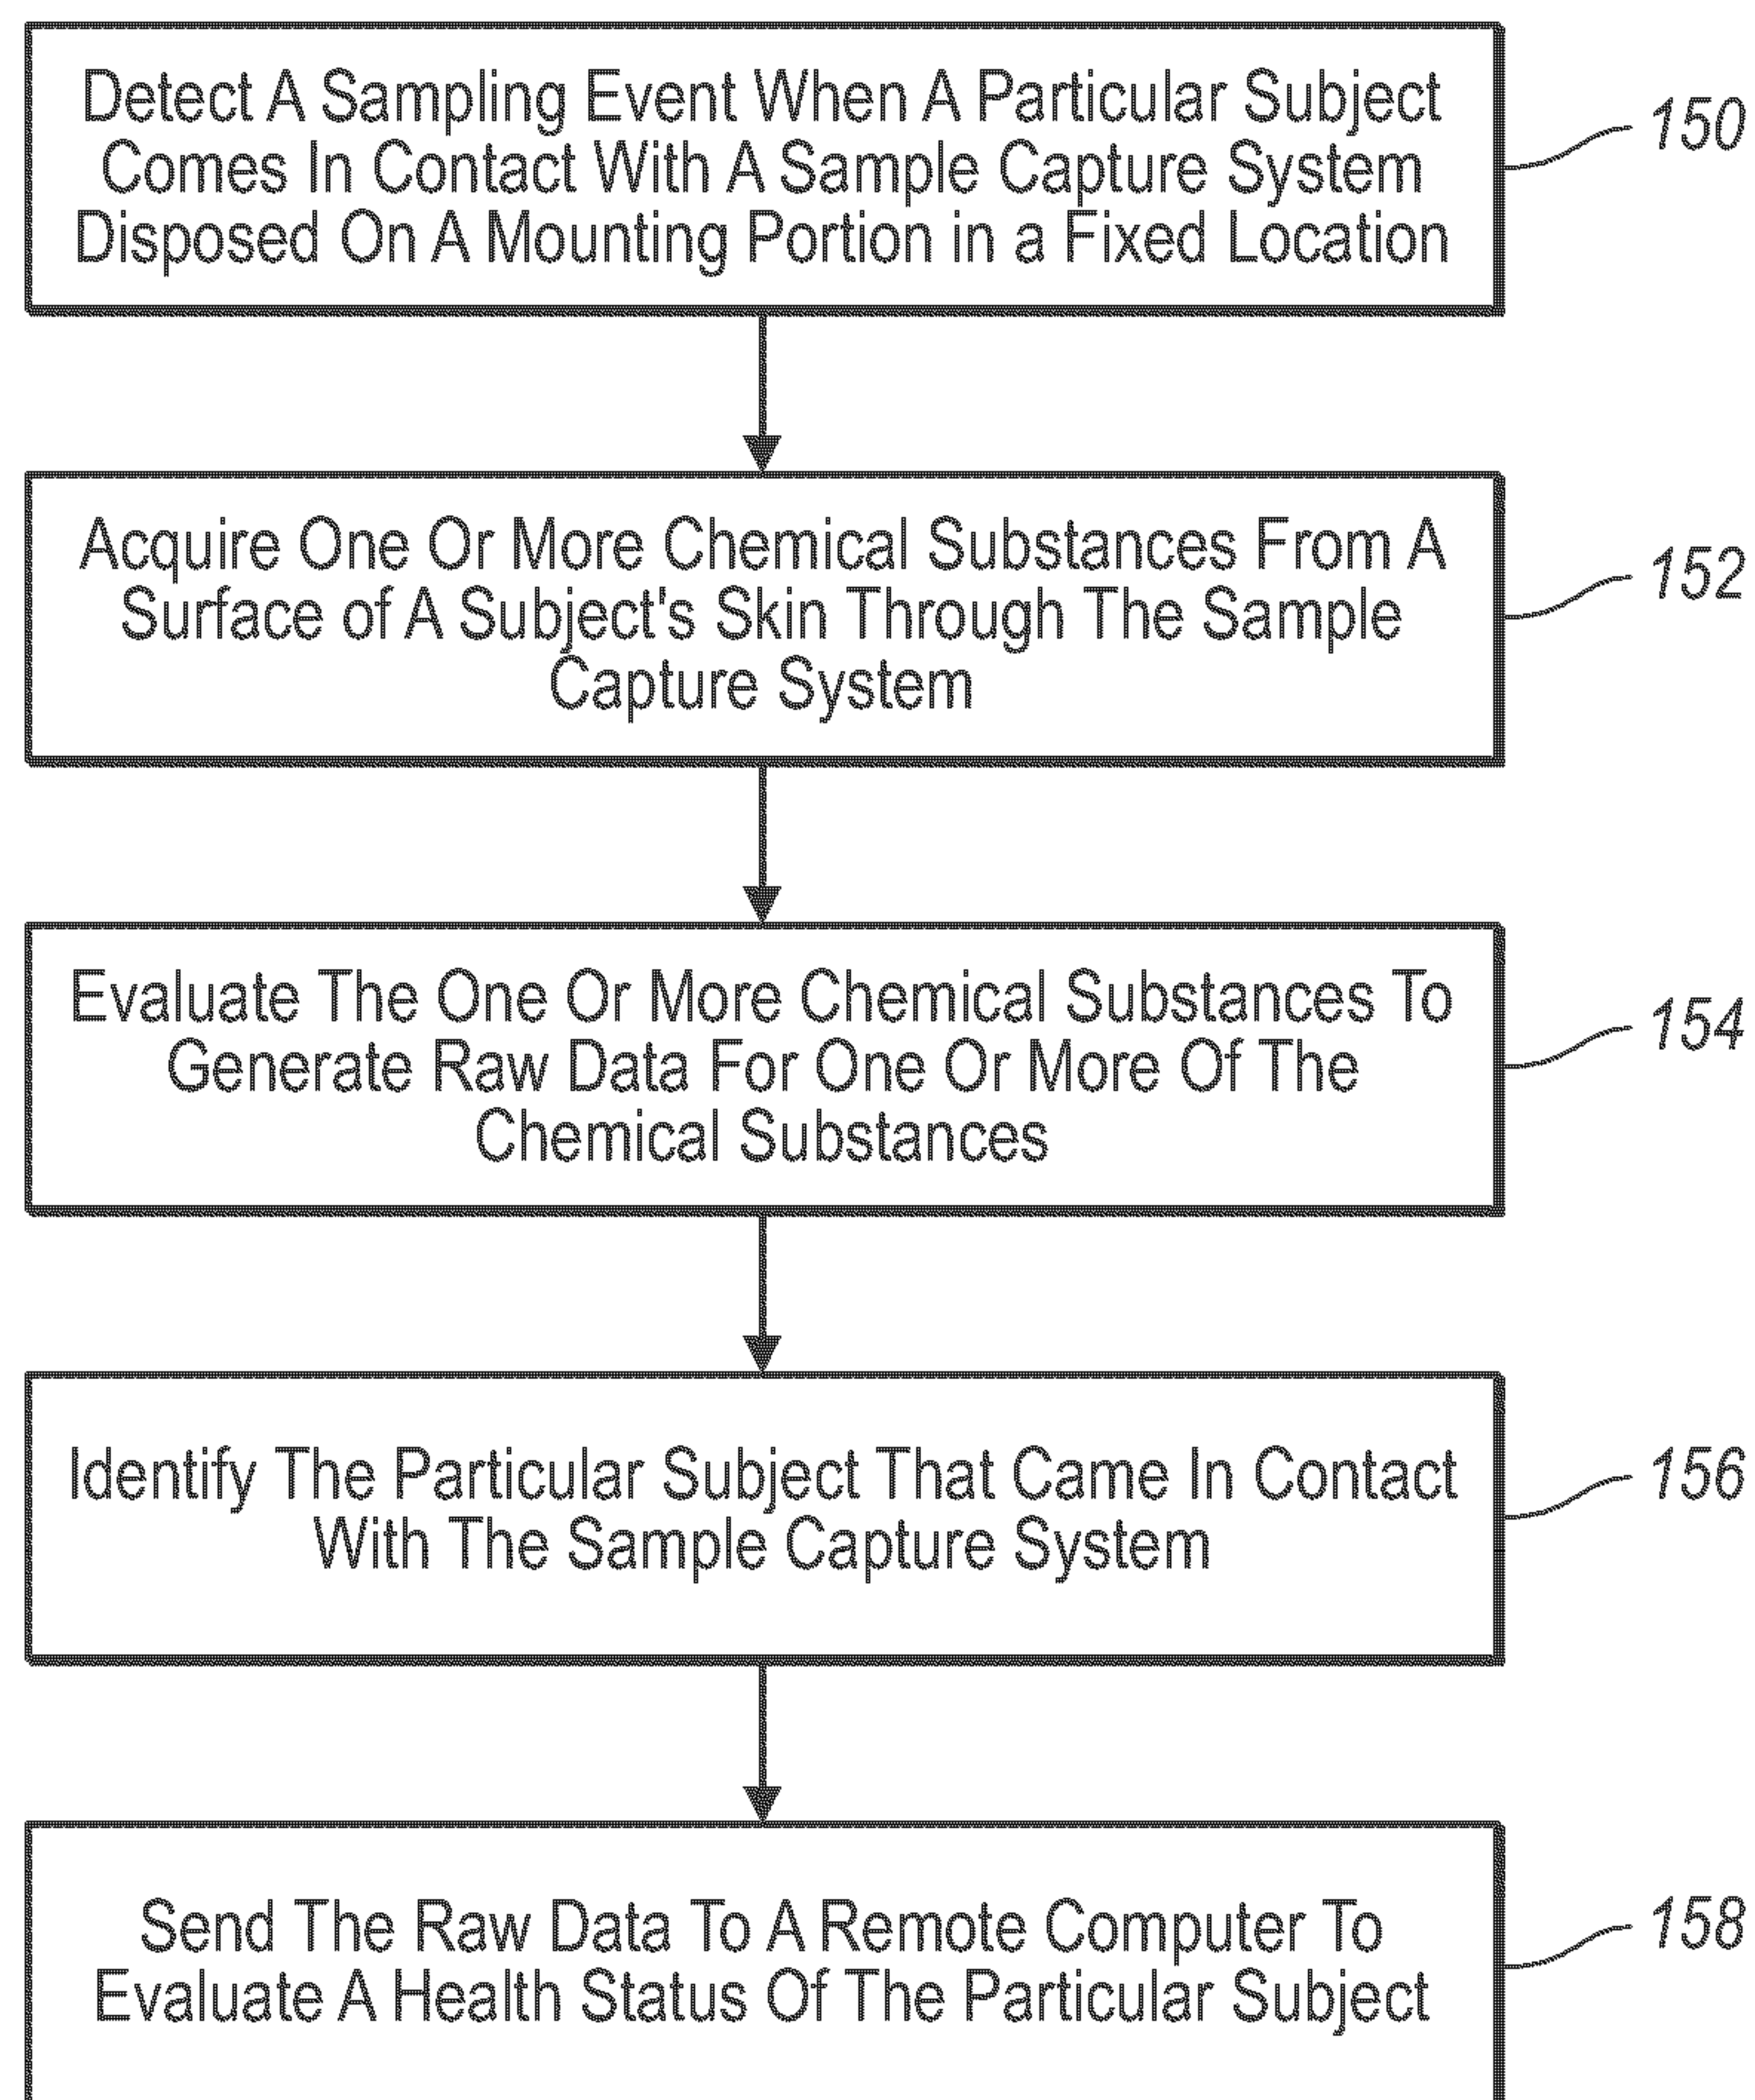 Detect A Sampling Event When A Particular Subject
Comes In Contact With A Sample Capture System
Disposed On A Mounting Portion in a Fixed Location
150
Acquire One Or More Chemical Substances From A
Surface of A Subject's Skin Through The Sample
Capture System
152
Evaluate The One Or More Chemical Substances To
Generate Raw Data For One Or More Of The
Chemical Substances
154
Identify The Particular Subject That Came In Contact
With The Sample Capture System
156
Send The Raw Data To A Remote Computer To
Evaluate A Health Status Of The Particular Subject
158